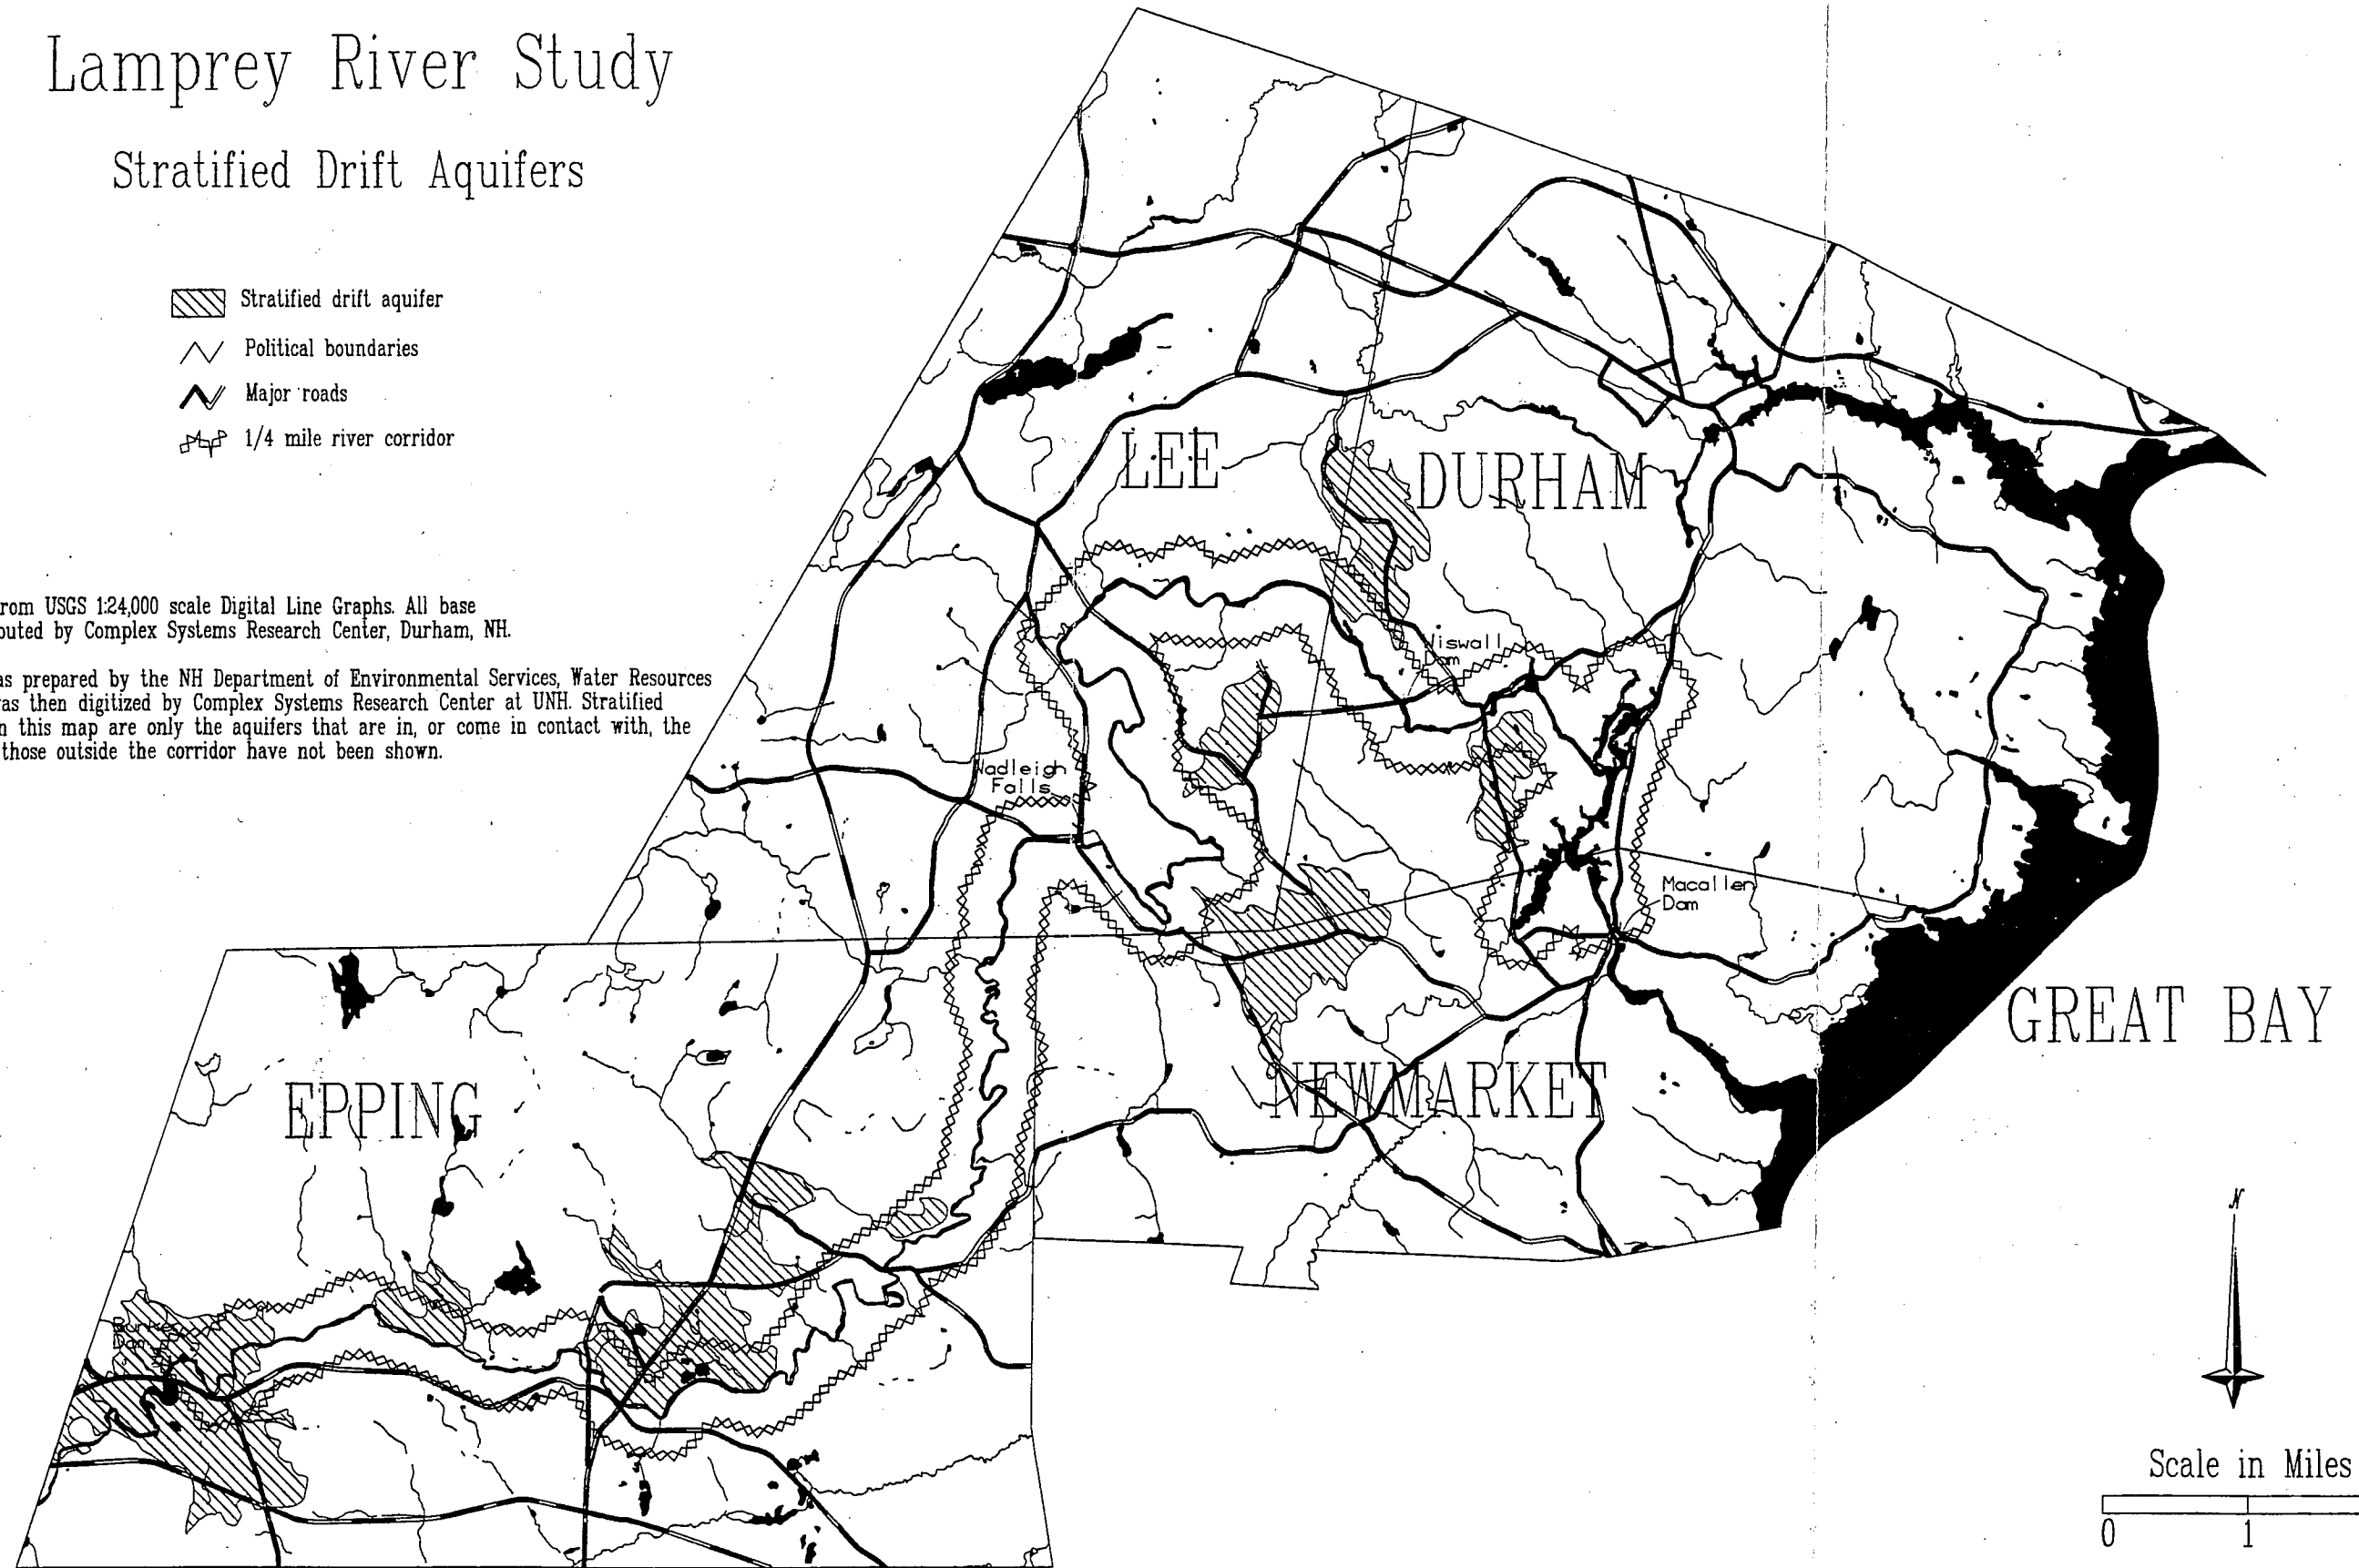 Lamprey River Study
Stratified Drift Aquifers
Stratified drift aquifer
Political boundaries
Major roads
1/4 mile river corridor
rom USGS 1:24,000 scale Digital Line Graphs. All base
outed by Complex Systems Research Center, Durham, NH.
as prepared by the NH Department of Environmental Services, Water Resources
as then digitized by Complex Systems Research Center at UNH. Stratified
n this map are only the aquifers that are in, or come in contact with, the
those outside the corridor have not been shown.
LEE
DURHAM
Wiswall
Dam
Wadleigh
Falls
Macallen
Dam
GREAT BAY
EPPING
NEWMARKET
Dam
N
Scale in Miles
0 1